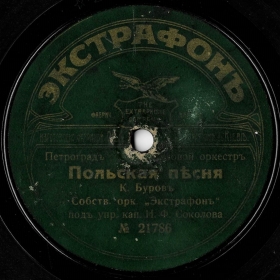 ЭКСТРАФОНЪ
Петроградъ оркестръ
Польская пѣсня
К. Буровъ
Собств. орк. „Экстрафонъ"
подъ упр. кап. И. Ф. Соколова
№ 21786